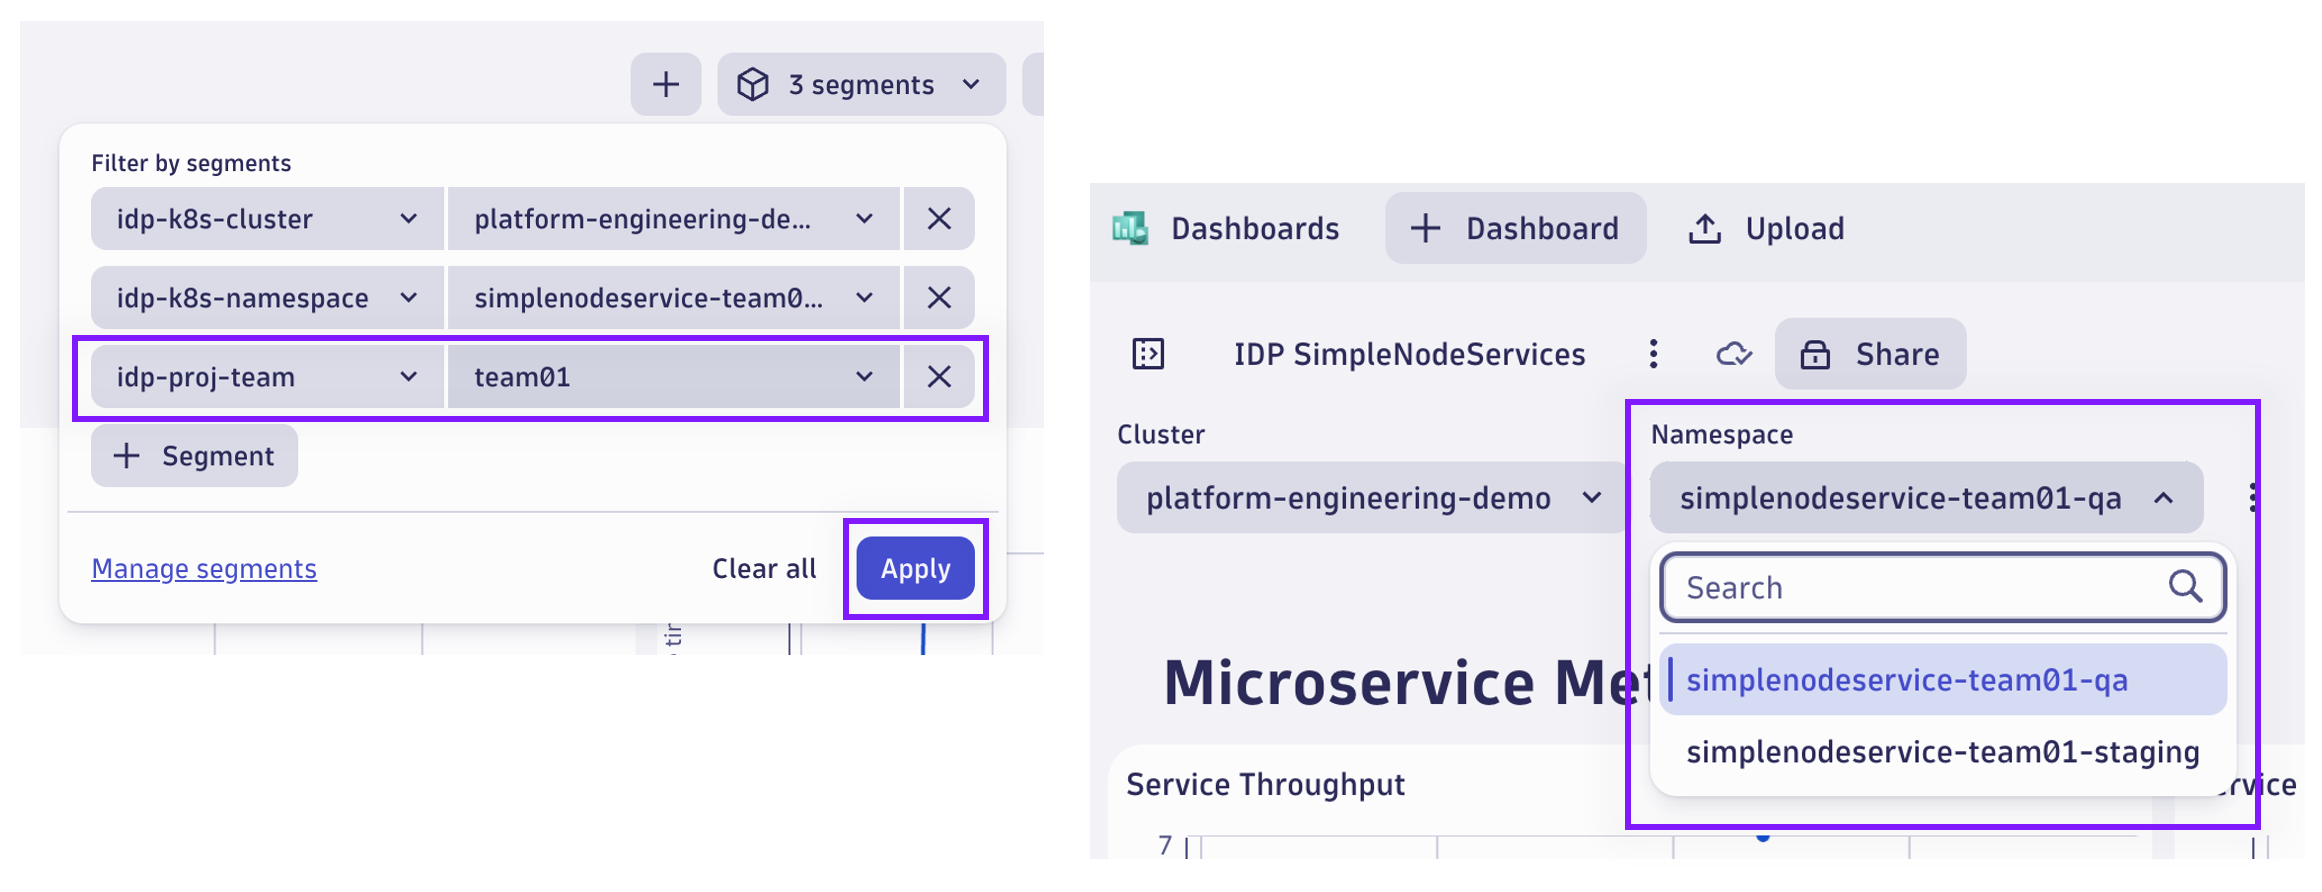 3 segments
Filter by segments
idp-k8s-cluster platform-engineering-de...
idp-k8s-namespace simplenodeservice-team0...
idp-proj-team team01
Segment
Manage segments Clear all Apply
Dashboards Dashboard Upload
IDP SimpleNodeServices Share
Cluster Namespace
platform-engineering-demo simplenodeservice-team01-qa
Search
Microservice Met
simplenodeservice-team01-qa
simplenodeservice-team01-staging
Service Throughput
7